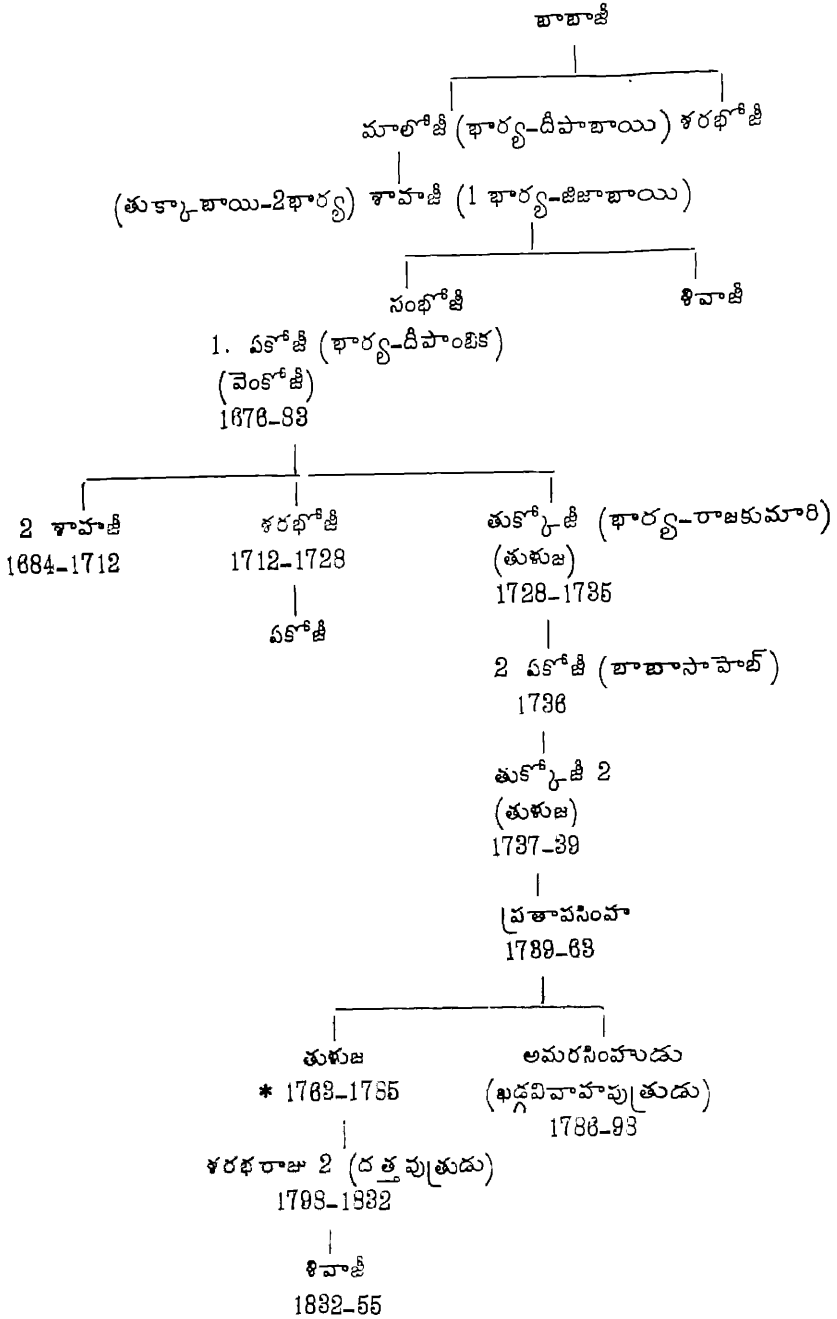 బాబాజీ
మాలోజీ (భార్య-దీపాబాయి) శరభోజీ
(తుక్కాబాయి-2భార్య) శాహజీ (1 భార్య-జిజాబాయి)
సంభోజీ శివాజీ
1. ఏకోజీ (భార్య-దీపాంబిక)
(వెంకోజీ)
1676-83
2 శాహజీ శరభోజీ తుక్కోజీ (భార్య-రాజకుమారి)
1684-1712 1712-1728 (తుళుజ)
1728-1735
ఏకోజీ
2 ఏకోజీ (బాబాసాహెబ్)
1736
తుక్కోజీ 2
(తుళుజ)
1737-39
ప్రతాపసింహ
1739-63
తుళుజ అమరసింహుడు
* 1763-1785 (ఖడ్గవివాహపుత్రుడు)
1786-98
శరభరాజు 2 (దత్తపుత్రుడు)
1798-1832
శివాజీ
1832-55